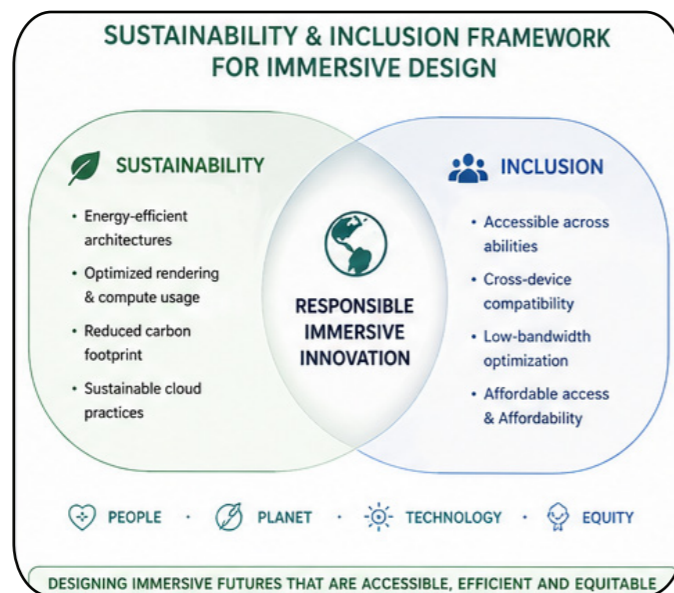 SUSTAINABILITY & INCLUSION FRAMEWORK
FOR IMMERSIVE DESIGN
SUSTAINABILITY
• Energy-efficient
architectures
• Optimized rendering
& compute usage
• Reduced carbon
footprint
• Sustainable cloud
practices
RESPONSIBLE
IMMERSIVE
INNOVATION
INCLUSION
• Accessible across
abilities
• Cross-device
compatibility
• Low-bandwidth
optimization
• Affordable access
& Affordability
PEOPLE · PLANET · TECHNOLOGY · EQUITY
DESIGNING IMMERSIVE FUTURES THAT ARE ACCESSIBLE, EFFICIENT AND EQUITABLE